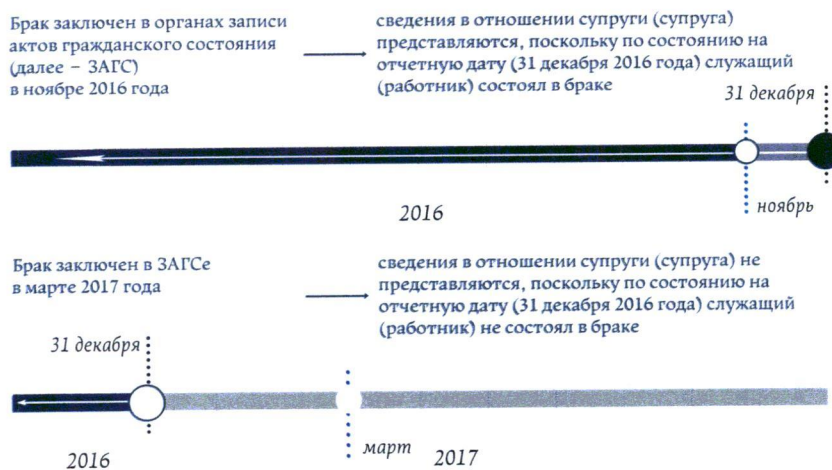 Брак заключен в органах записи
актов гражданского состояния
(далее – ЗАГС)
в ноябре 2016 года
сведения в отношении супруги (супруга)
представляются, поскольку по состоянию на
отчетную дату (31 декабря 2016 года) служащий
(работник) состоял в браке
31 декабря
2016
ноябрь
Брак заключен в ЗАГСе
в марте 2017 года
сведения в отношении супруги (супруга) не
представляются, поскольку по состоянию на
отчетную дату (31 декабря 2016 года) служащий
(работник) не состоял в браке
31 декабря
март
2016
2017